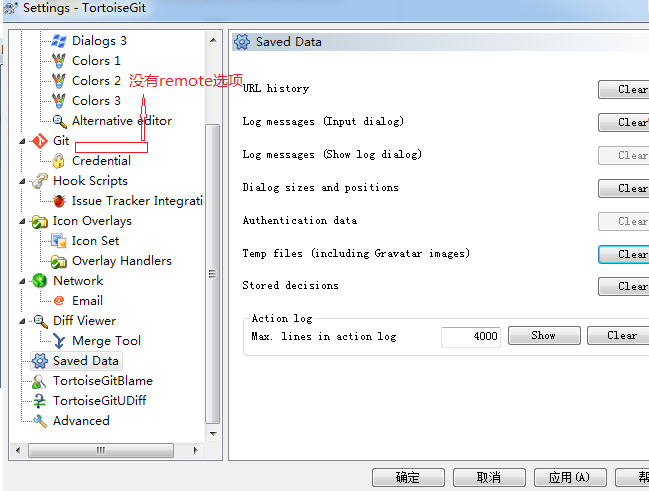 Settings - TortoiseGit
Dialogs 3
Colors 1
Colors 2
没有remote选项
Colors 3
Alternative editor
Git
Credential
Hook Scripts
Issue Tracker Integrati
Icon Overlays
Icon Set
Overlay Handlers
Network
Email
Diff Viewer
Merge Tool
Saved Data
TortoiseGitBlame
TortoiseGitUDiff
Advanced
Saved Data
URL history
Clear
Log messages (Input dialog)
Clear
Log messages (Show log dialog)
Clear
Dialog sizes and positions
Clear
Authentication data
Clear
Temp files (including Gravatar images)
Clear
Stored decisions
Clear
Action log
Max. lines in action log
4000
Show
Clear
确定
取消
应用(A)
帮